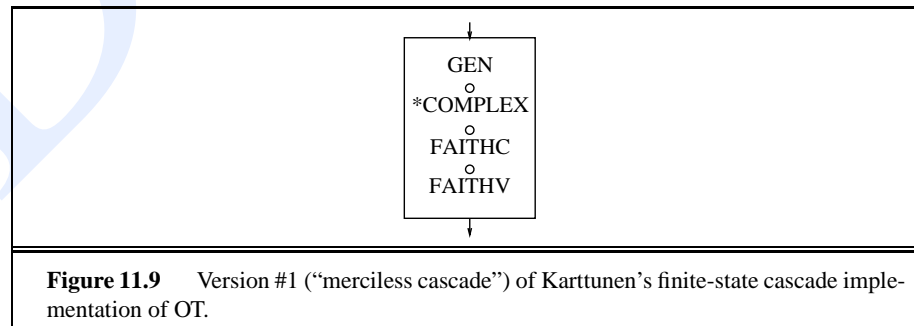 GEN
*COMPLEX
FAITHC
FAITHV
Figure 11.9 Version #1 (“merciless cascade”) of Karttunen’s finite-state cascade imple-
mentation of OT.